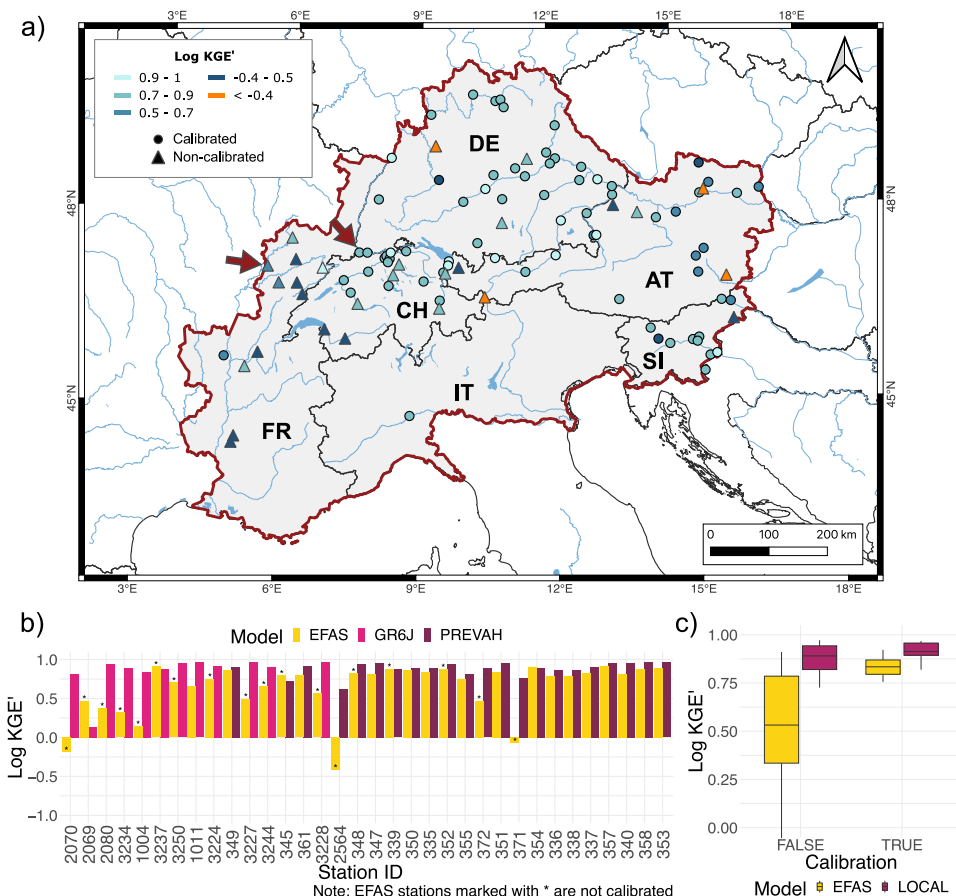 a)
3°E 6°E 9°E 12°E 15°E 18°E
Log KGE'
0.9 - 1
0.7 - 0.9
0.5 - 0.7
-0.4 - 0.5
< -0.4
Calibrated
Non-calibrated
48°N
48°N
45°N
45°N
DE
AT
CH
SI
IT
FR
0 100 200 km
3°E 6°E 9°E 12°E 15°E 18°E
b)
Model EFAS GR6J PREVAH
Log KGE'
1.0
0.5
0.0
−0.5
−1.0
* * * * * * * * * * * * * * * * * *
2070 2069 2080 3234 1004 3237 3250 1011 3224 349 3227 3244 345 361 3228 2564 348 347 339 350 335 352 355 372 351 371 354 336 338 337 357 340 358 353
Station ID
Note: EFAS stations marked with * are not calibrated
c)
Log KGE'
1.00
0.75
0.50
0.25
0.00
FALSE TRUE
Calibration
Model EFAS LOCAL